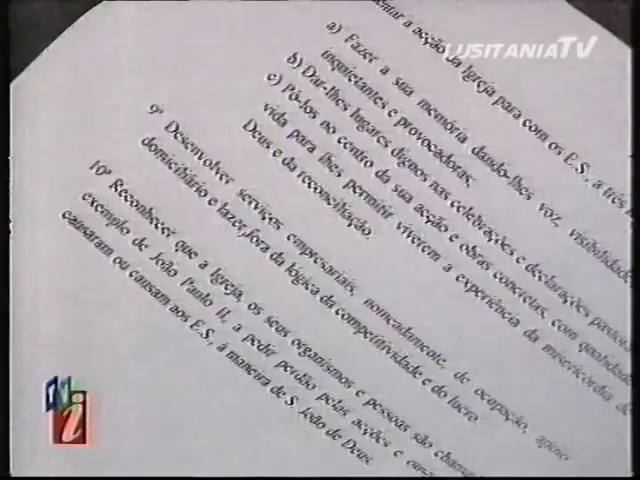 LUSITANIATV
a acção da Igreja para com os E.S., a três
a) Fazer a sua memória dando-lhes voz, visibilidade
inquietantes e provocadoras;
b) Dar-lhes lugares dignos nas celebrações e declarações
c) Pô-los no centro da sua acção e obras concretas, com qualidade
vida para lhes permitir viverem a experiência da misericórdia de
Deus e da reconciliação.
9º Desenvolver serviços empresariais, nomeadamente, de ocupação, apoio
domiciliário e lazer, fora da lógica da competitividade e do lucro.
10º Reconhecer que a Igreja, os seus organismos e pessoas são
exemplo de João Paulo II, a pedir perdão pelas acções e
causaram ou causam aos E.S., à maneira de S. João de Deus.
i